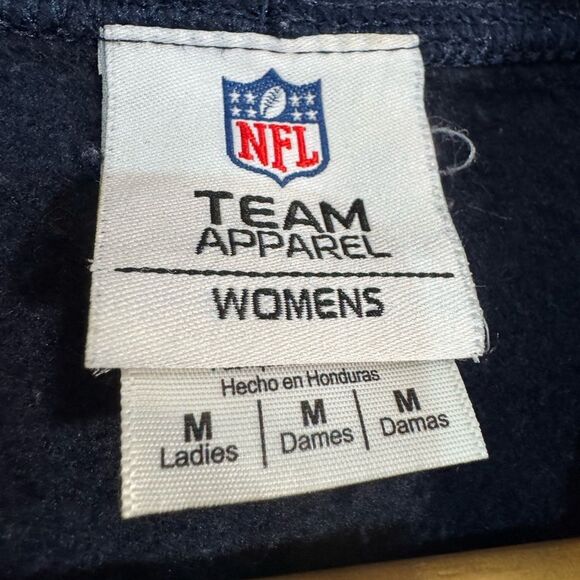 NFL
TEAM
APPAREL
WOMENS
Hecho en Honduras
M M M
Ladies Dames Damas